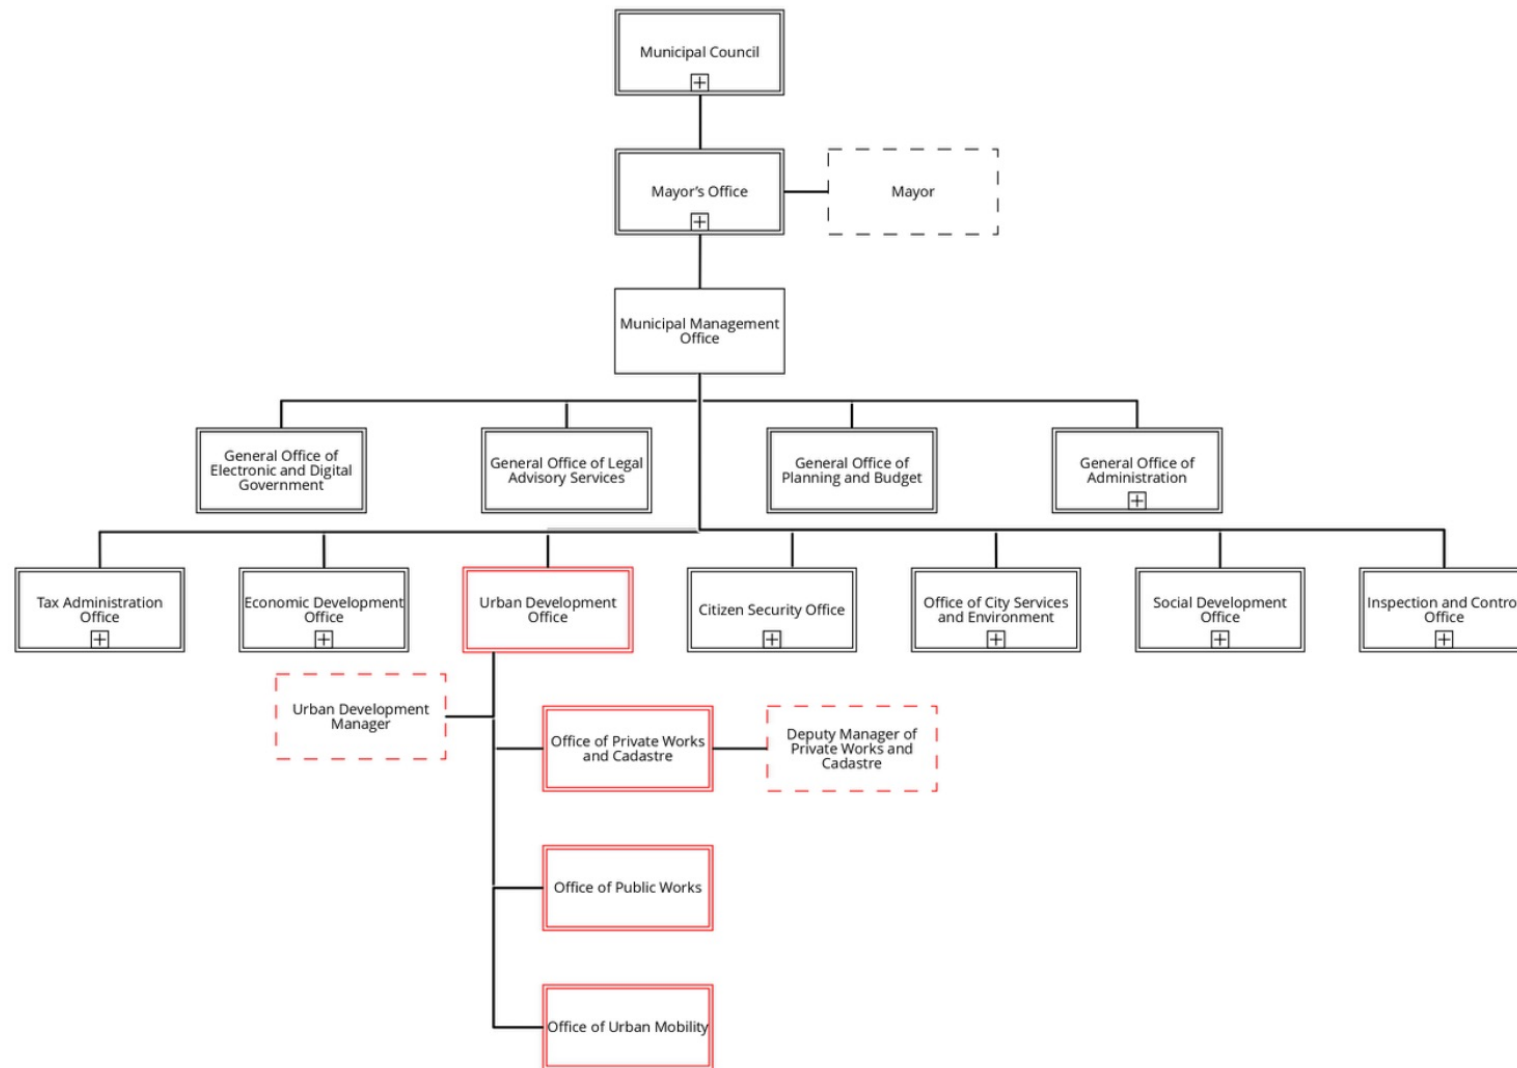 Municipal Council
Mayor's Office
Mayor
Municipal Management
Office
General Office of
Electronic and Digital
Government
General Office of Legal
Advisory Services
General Office of
Planning and Budget
General Office of
Administration
Tax Administration
Office
Economic Development
Office
Urban Development
Office
Citizen Security Office
Office of City Services
and Environment
Social Development
Office
Inspection and Contro
Office
Urban Development
Manager
Office of Private Works
and Cadastre
Deputy Manager of
Private Works and
Cadastre
Office of Public Works
Office of Urban Mobility